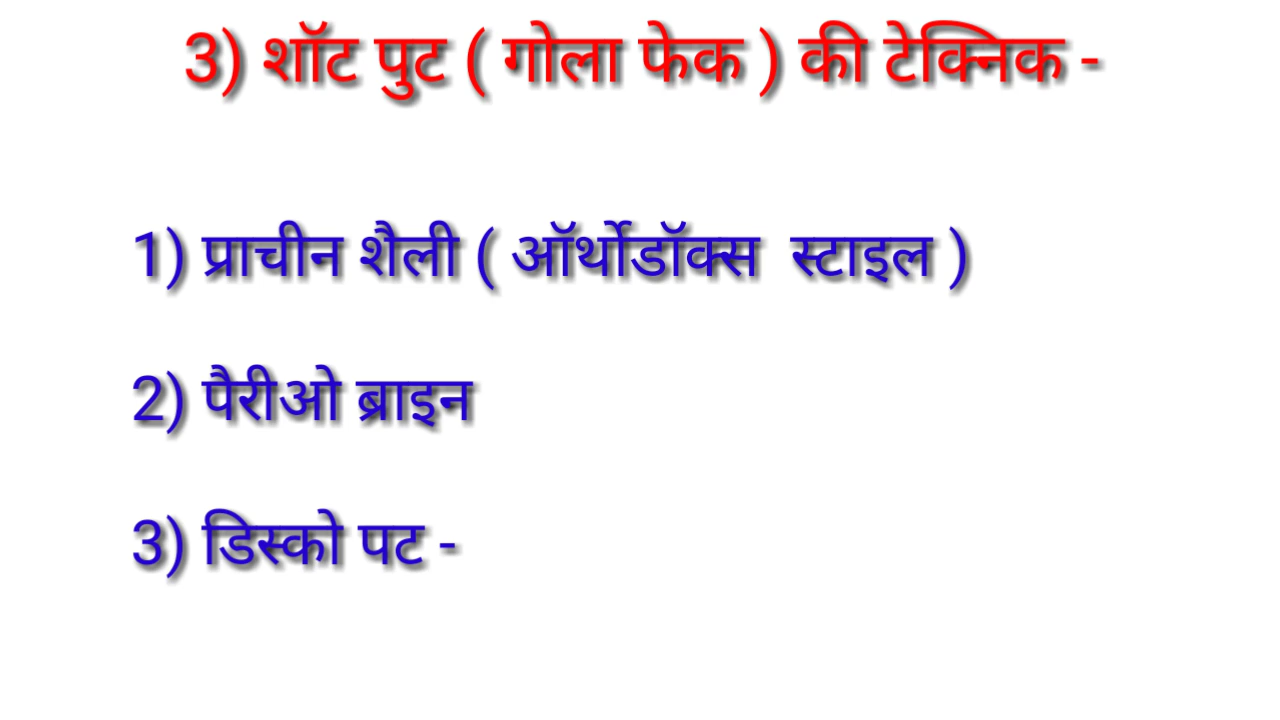 3) शॉट पुट ( गोला फेक ) की टेक्निक -
1) प्राचीन शैली ( ऑर्थोडॉक्स स्टाइल )
2) पैरीओ ब्राइन
3) डिस्को पट -